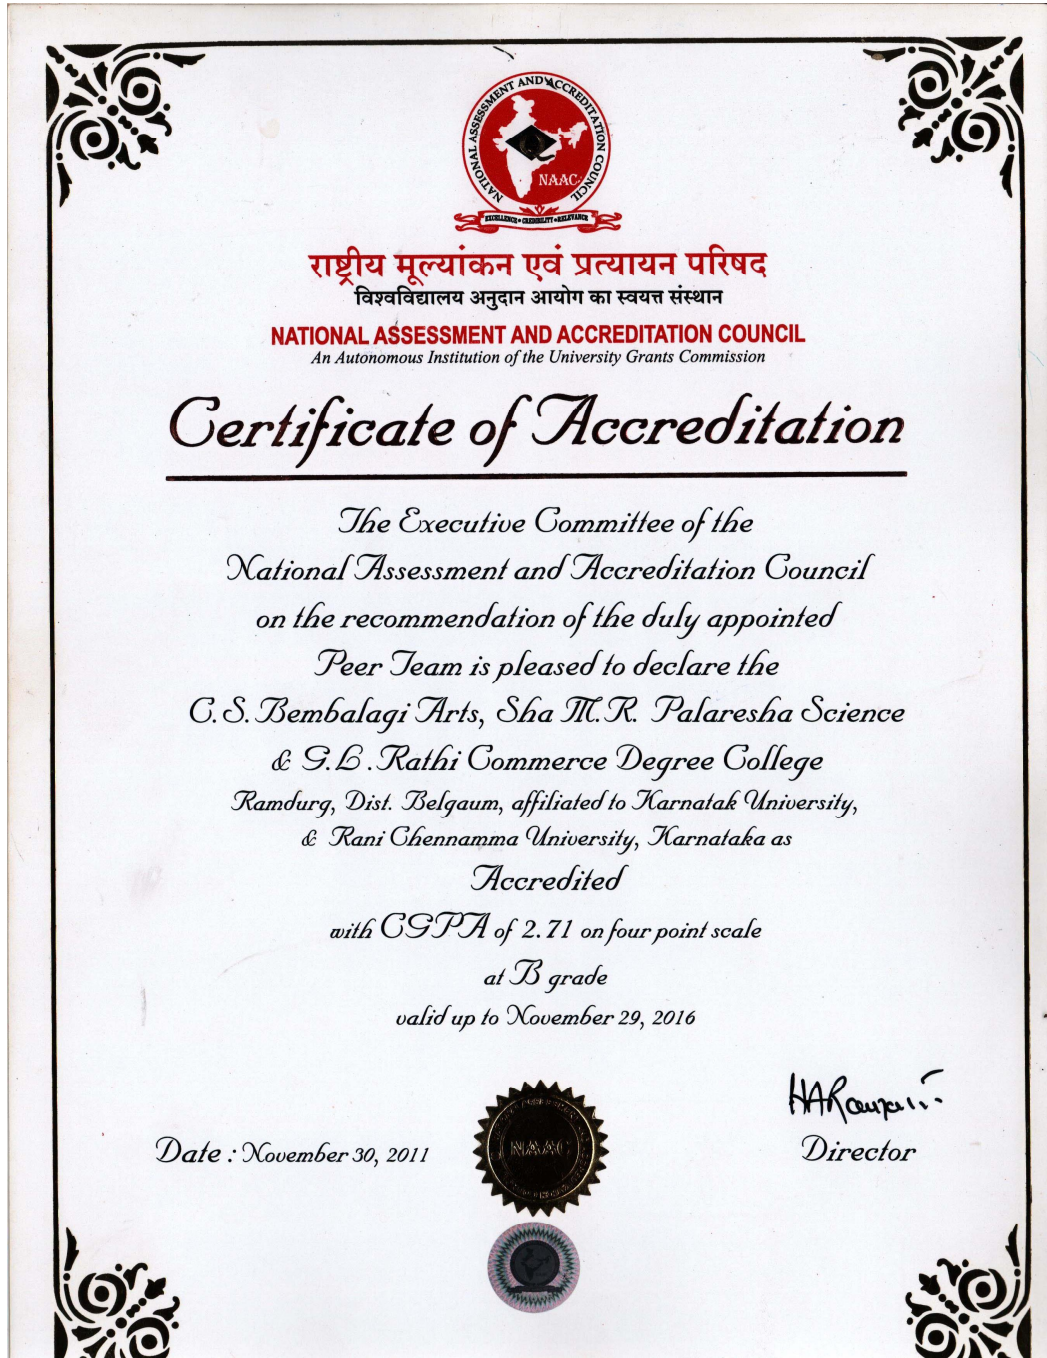 NATIONAL ASSESSMENT AND ACCREDITATION COUNCIL
NAAC
EXCELLENCE • CREDIBILITY • RELEVANCE
राष्ट्रीय मूल्यांकन एवं प्रत्यायन परिषद
विश्वविद्यालय अनुदान आयोग का स्वयत्त संस्थान
NATIONAL ASSESSMENT AND ACCREDITATION COUNCIL
An Autonomous Institution of the University Grants Commission
Certificate of Accreditation
The Executive Committee of the
National Assessment and Accreditation Council
on the recommendation of the duly appointed
Peer Team is pleased to declare the
C. S. Bembalagi Arts, Sha M.R. Palaresha Science
& G.L. Rathi Commerce Degree College
Ramdurg, Dist. Belgaum, affiliated to Karnatak University,
& Rani Chennamma University, Karnataka as
Accredited
with CGPA of 2.71 on four point scale
at B grade
valid up to November 29, 2016
Date : November 30, 2011
NAAC
Director